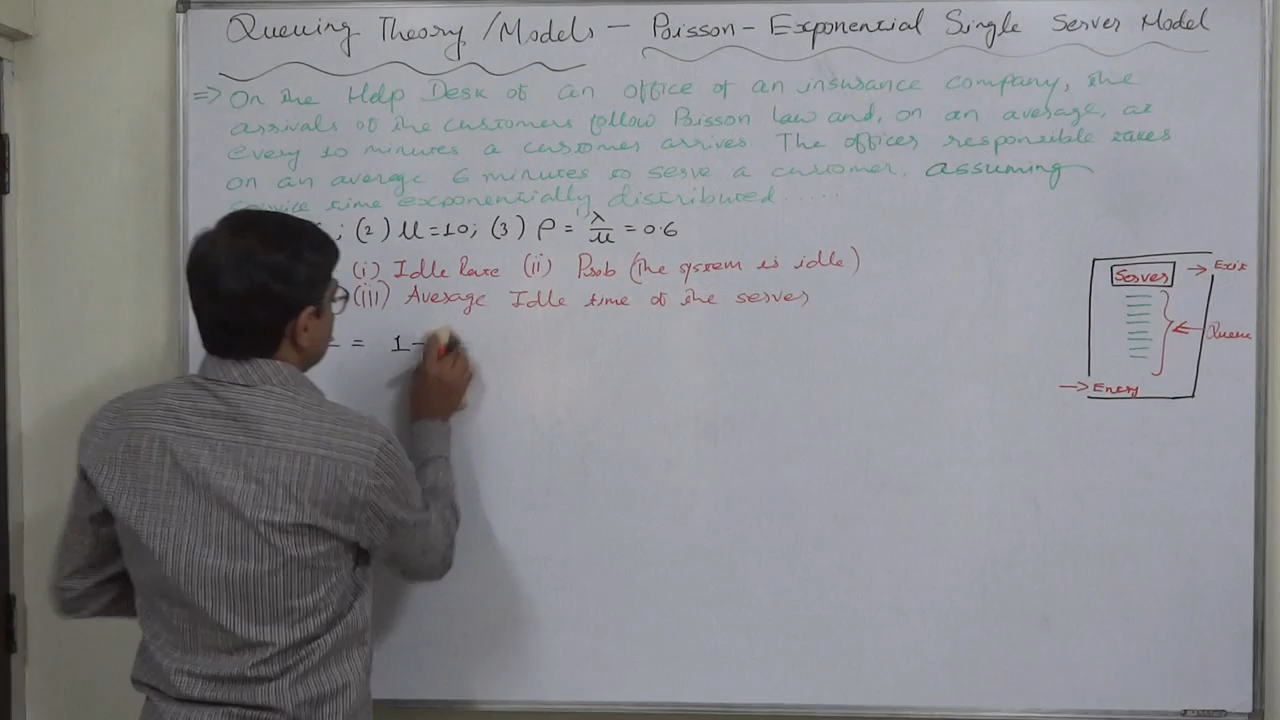 Queuing Theory/Models - Poisson-Exponential Single Server Model
=> On the Help Desk of an office of an insurance company, the
arrivals of the customers follow Poisson law and, on an average, at
every 10 minutes a customer arrives. The officer responsible takes
on an average 6 minutes to serve a customer, assuming
service time exponentially distributed.....
; (2) μ=10; (3) ρ = λ/μ = 0.6
(i) Idle Rate (ii) Prob (the system is idle)
(iii) Average Idle time of the server
= 1-
Server → Exit
← Queue
→ Entry